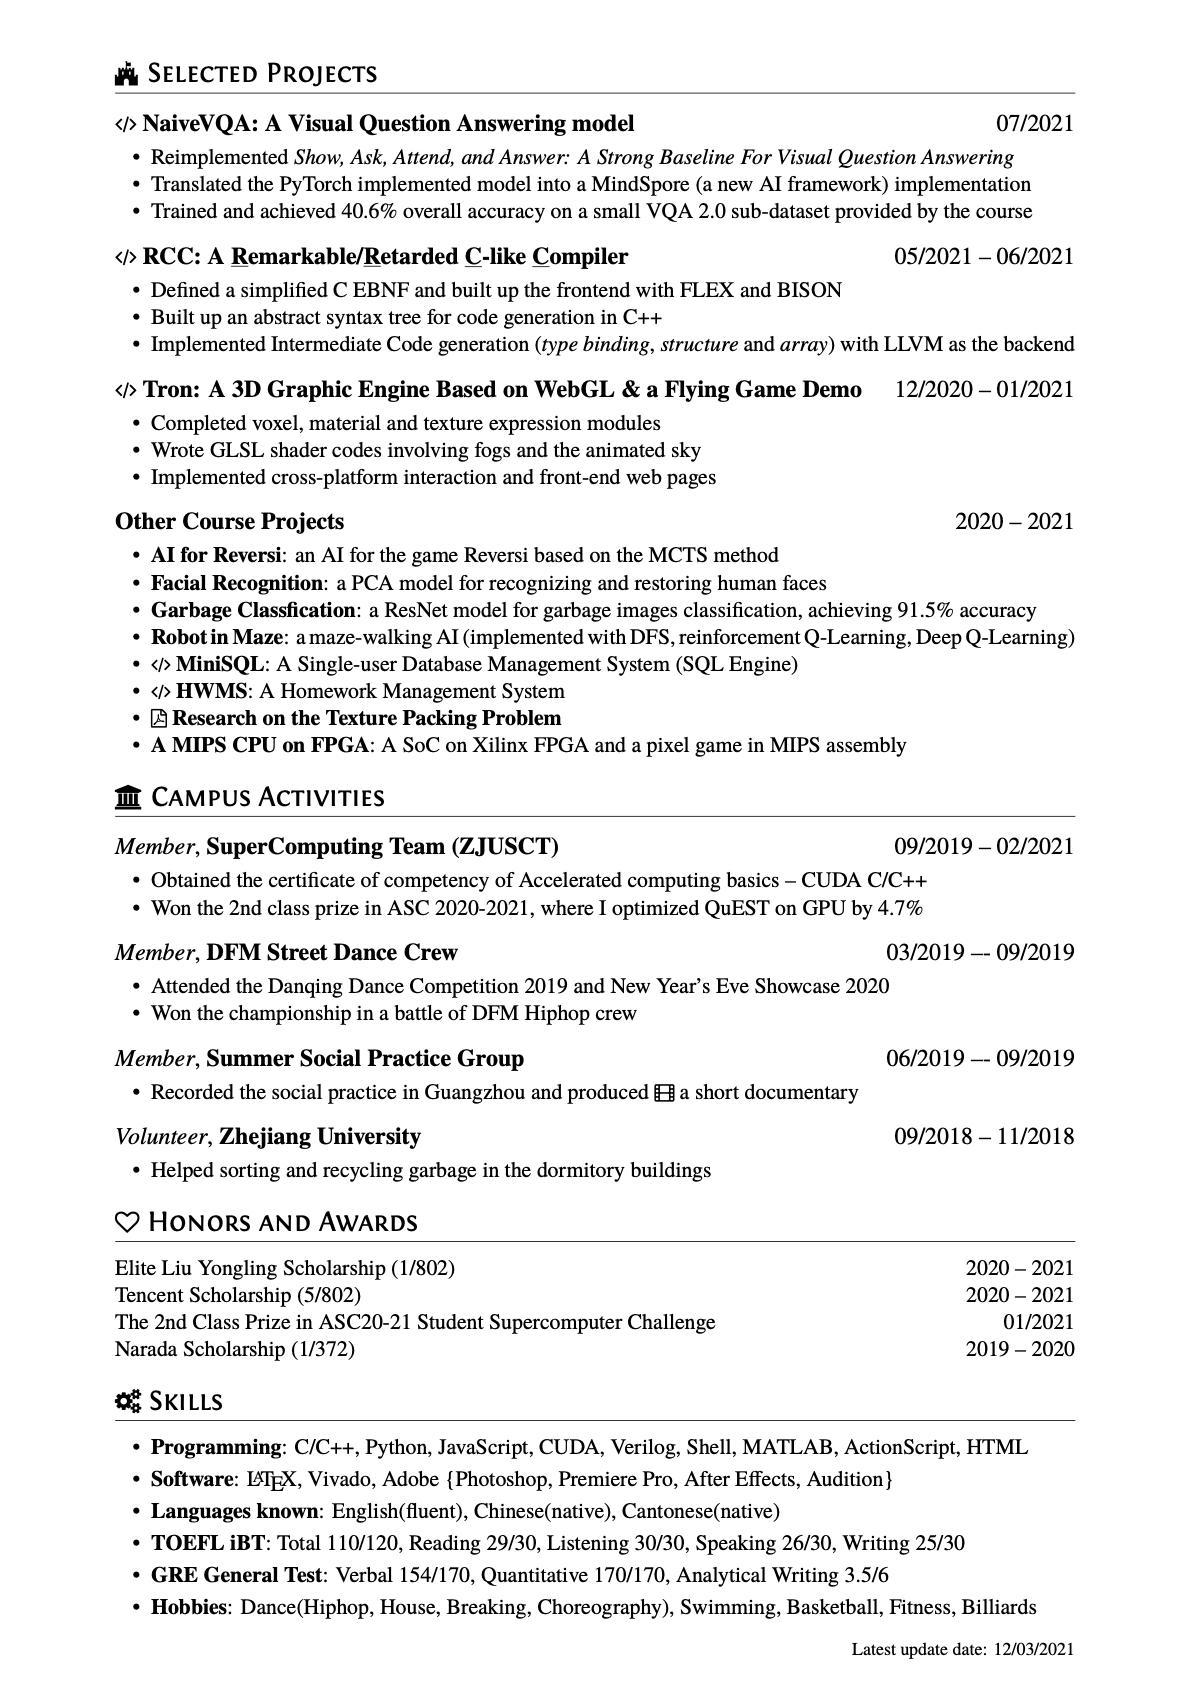 Selected Projects
</> NaiveVQA: A Visual Question Answering model 07/2021
• Reimplemented Show, Ask, Attend, and Answer: A Strong Baseline For Visual Question Answering
• Translated the PyTorch implemented model into a MindSpore (a new AI framework) implementation
• Trained and achieved 40.6% overall accuracy on a small VQA 2.0 sub-dataset provided by the course
</> RCC: A Remarkable/Retarded C-like Compiler 05/2021 – 06/2021
• Defined a simplified C EBNF and built up the frontend with FLEX and BISON
• Built up an abstract syntax tree for code generation in C++
• Implemented Intermediate Code generation (type binding, structure and array) with LLVM as the backend
</> Tron: A 3D Graphic Engine Based on WebGL & a Flying Game Demo 12/2020 – 01/2021
• Completed voxel, material and texture expression modules
• Wrote GLSL shader codes involving fogs and the animated sky
• Implemented cross-platform interaction and front-end web pages
Other Course Projects 2020 – 2021
• AI for Reversi: an AI for the game Reversi based on the MCTS method
• Facial Recognition: a PCA model for recognizing and restoring human faces
• Garbage Classfication: a ResNet model for garbage images classification, achieving 91.5% accuracy
• Robot in Maze: a maze-walking AI (implemented with DFS, reinforcement Q-Learning, Deep Q-Learning)
• </> MiniSQL: A Single-user Database Management System (SQL Engine)
• </> HWMS: A Homework Management System
• Research on the Texture Packing Problem
• A MIPS CPU on FPGA: A SoC on Xilinx FPGA and a pixel game in MIPS assembly
Campus Activities
Member, SuperComputing Team (ZJUSCT) 09/2019 – 02/2021
• Obtained the certificate of competency of Accelerated computing basics – CUDA C/C++
• Won the 2nd class prize in ASC 2020-2021, where I optimized QuEST on GPU by 4.7%
Member, DFM Street Dance Crew 03/2019 –- 09/2019
• Attended the Danqing Dance Competition 2019 and New Year's Eve Showcase 2020
• Won the championship in a battle of DFM Hiphop crew
Member, Summer Social Practice Group 06/2019 –- 09/2019
• Recorded the social practice in Guangzhou and produced a short documentary
Volunteer, Zhejiang University 09/2018 – 11/2018
• Helped sorting and recycling garbage in the dormitory buildings
Honors and Awards
Elite Liu Yongling Scholarship (1/802) 2020 – 2021
Tencent Scholarship (5/802) 2020 – 2021
The 2nd Class Prize in ASC20-21 Student Supercomputer Challenge 01/2021
Narada Scholarship (1/372) 2019 – 2020
Skills
• Programming: C/C++, Python, JavaScript, CUDA, Verilog, Shell, MATLAB, ActionScript, HTML
• Software: LATEX, Vivado, Adobe {Photoshop, Premiere Pro, After Effects, Audition}
• Languages known: English(fluent), Chinese(native), Cantonese(native)
• TOEFL iBT: Total 110/120, Reading 29/30, Listening 30/30, Speaking 26/30, Writing 25/30
• GRE General Test: Verbal 154/170, Quantitative 170/170, Analytical Writing 3.5/6
• Hobbies: Dance(Hiphop, House, Breaking, Choreography), Swimming, Basketball, Fitness, Billiards
Latest update date: 12/03/2021